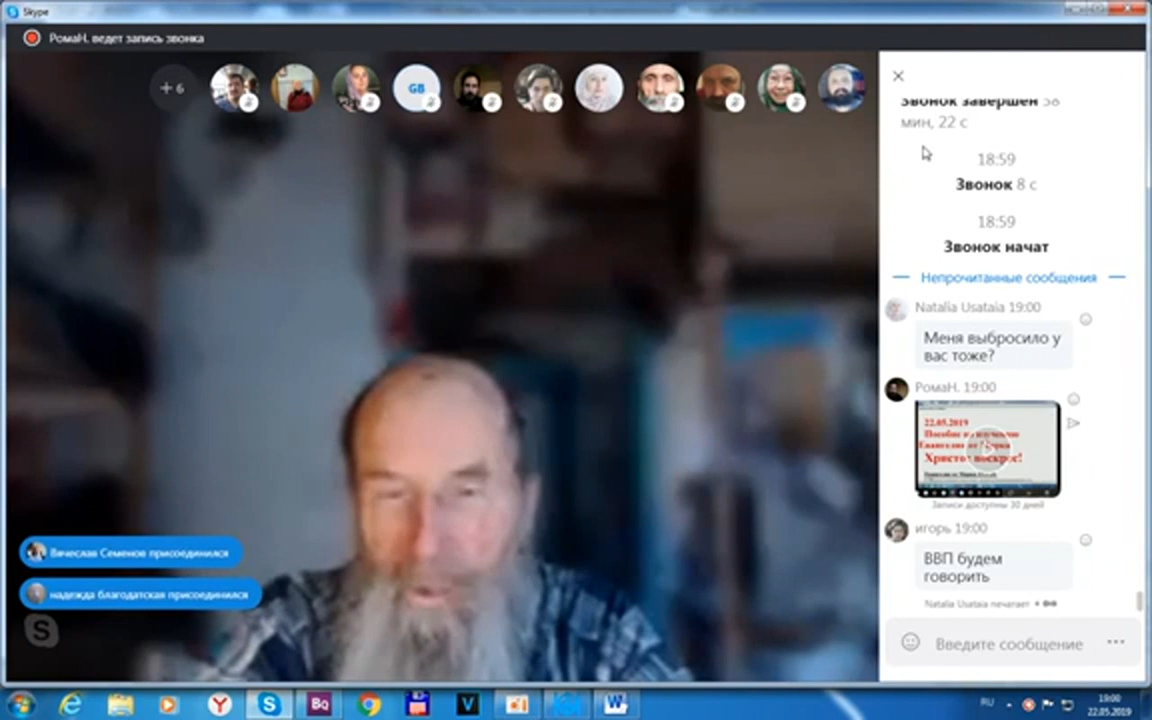 Skype
РомаН. ведет запись звонка
+6
GB
Звонок завершен 58
мин, 22 с
18:59
Звонок 8 с
18:59
Звонок начат
Непрочитанные сообщения
Natalia Usataia 19:00
Меня выбросило у
вас тоже?
РомаН. 19:00
22.05.2019
Христос воскрес!
Записи доступны 30 дней
игорь 19:00
ВВП будем
говорить
Natalia Usataia печатает
Введите сообщение
Вячеслав Семенов присоединился
надежда благодатская присоединился
S
Bq
RU
19:00
22.05.2019